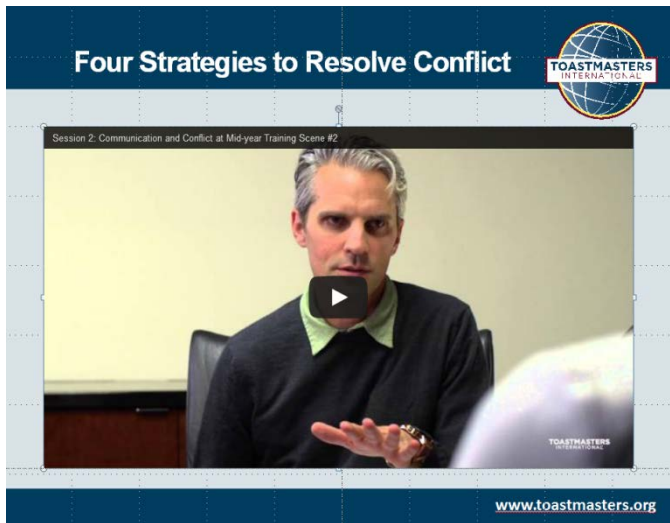 Four Strategies to Resolve Conflict
TOASTMASTERS
INTERNATIONAL
Session 2: Communication and Conflict at Mid-year Training Scene #2
TOASTMASTERS
INTERNATIONAL
www.toastmasters.org